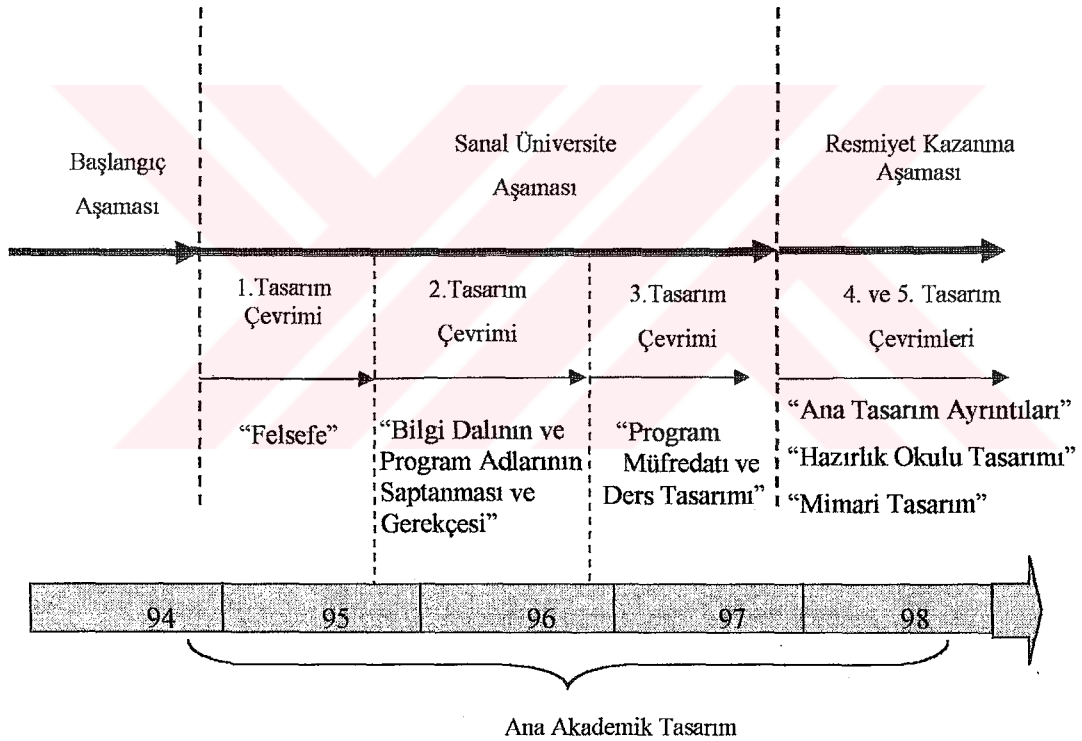 Başlangıç
Aşaması
Sanal Üniversite
Aşaması
Resmiyet Kazanma
Aşaması
1.Tasarım
Çevrimi
2.Tasarım
Çevrimi
3.Tasarım
Çevrimi
4. ve 5. Tasarım
Çevrimleri
“Felsefe”
“Bilgi Dalının ve
Program Adlarının
Saptanması ve
Gerekçesi”
“Program
Müfredatı ve
Ders Tasarımı”
“Ana Tasarım Ayrıntıları”
“Hazırlık Okulu Tasarımı”
“Mimari Tasarım”
94
95
96
97
98
Ana Akademik Tasarım